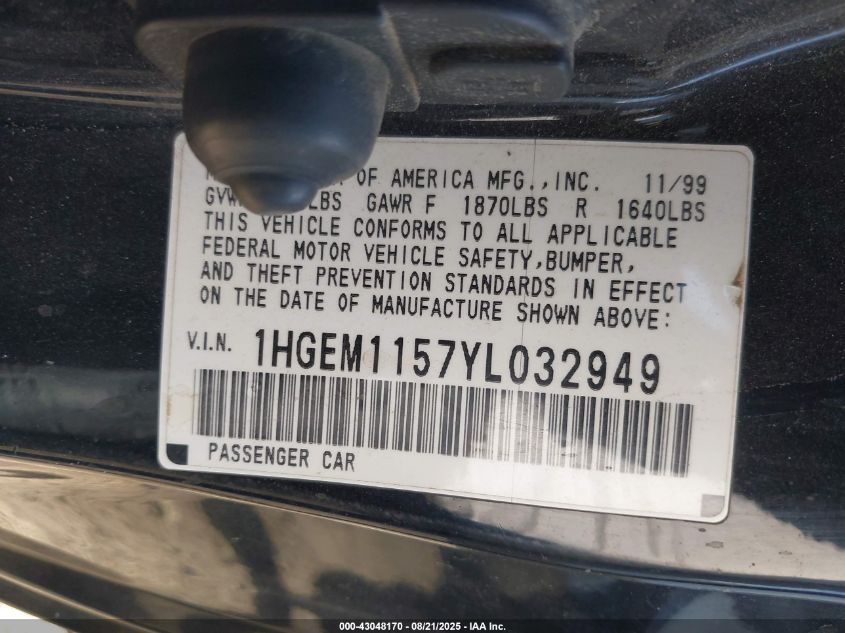 OF AMERICA MFG.,INC. 11/99
GVW LBS GAWR F 1870LBS R 1640LBS
THIS VEHICLE CONFORMS TO ALL APPLICABLE
FEDERAL MOTOR VEHICLE SAFETY,BUMPER,
AND THEFT PREVENTION STANDARDS IN EFFECT
ON THE DATE OF MANUFACTURE SHOWN ABOVE:
V.I.N. 1HGEM1157YL032949
PASSENGER CAR
000-43048170 - 08/21/2025 - IAA Inc.